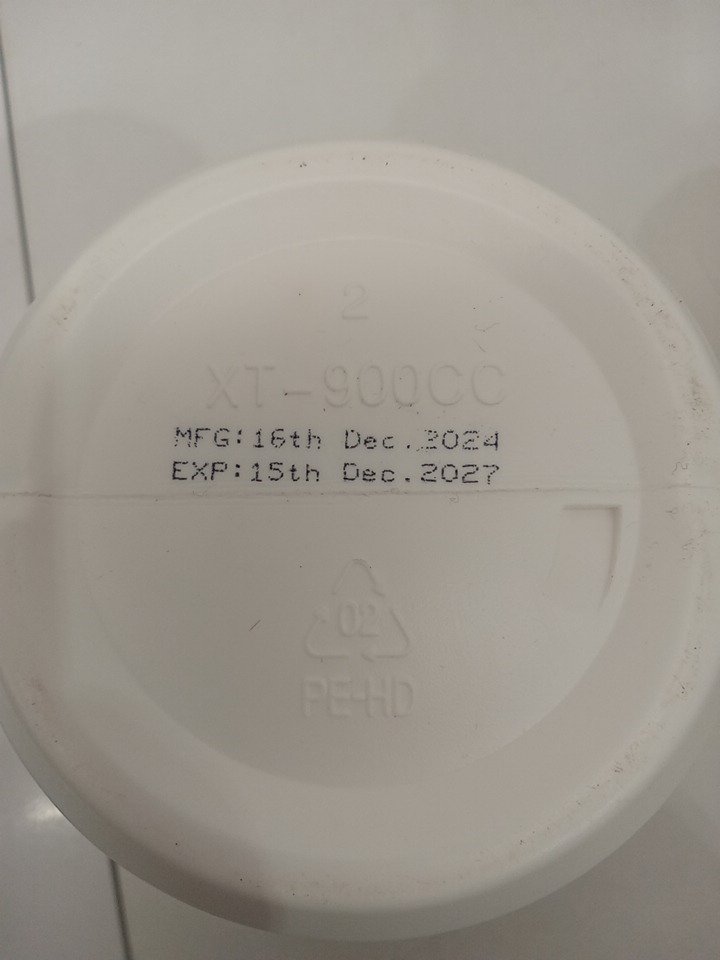 2
XT-900CC
MFG:16th Dec.2024
EXP:15th Dec.2027
02
PE-HD